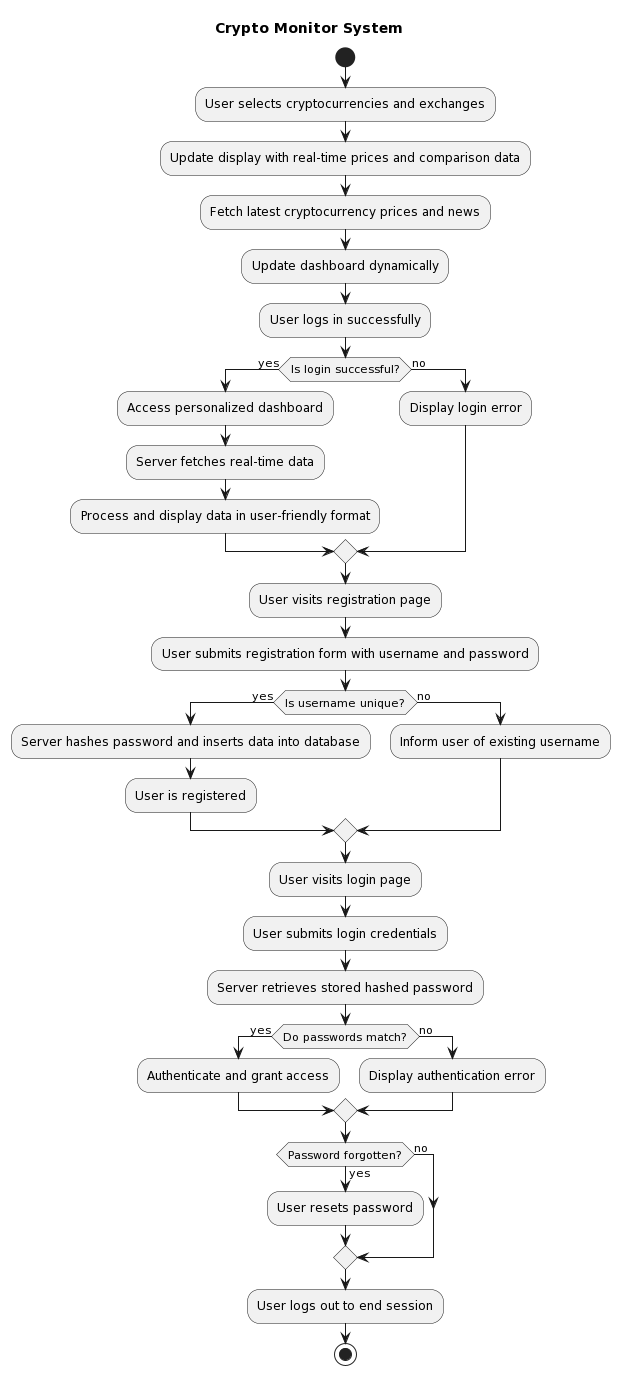 Crypto Monitor System
User selects cryptocurrencies and exchanges
Update display with real-time prices and comparison data
Fetch latest cryptocurrency prices and news
Update dashboard dynamically
User logs in successfully
yes
Is login successful?
no
Access personalized dashboard
Display login error
Server fetches real-time data
Process and display data in user-friendly format
User visits registration page
User submits registration form with username and password
yes
Is username unique?
no
Server hashes password and inserts data into database
Inform user of existing username
User is registered
User visits login page
User submits login credentials
Server retrieves stored hashed password
yes
Do passwords match?
no
Authenticate and grant access
Display authentication error
Password forgotten?
no
yes
User resets password
User logs out to end session